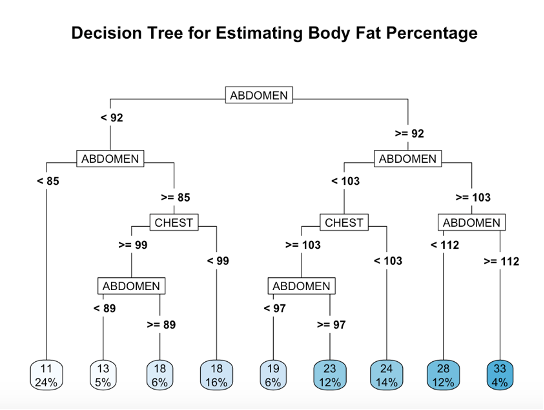 Decision Tree for Estimating Body Fat Percentage
ABDOMEN
< 92
>= 92
ABDOMEN
ABDOMEN
< 85
< 103
>= 85
>= 103
CHEST
CHEST
ABDOMEN
>= 99
>= 103
< 112
< 99
< 103
>= 112
ABDOMEN
ABDOMEN
< 89
< 97
>= 89
>= 97
11 13 18 18 19 23 24 28 33
24% 5% 6% 16% 6% 12% 14% 12% 4%